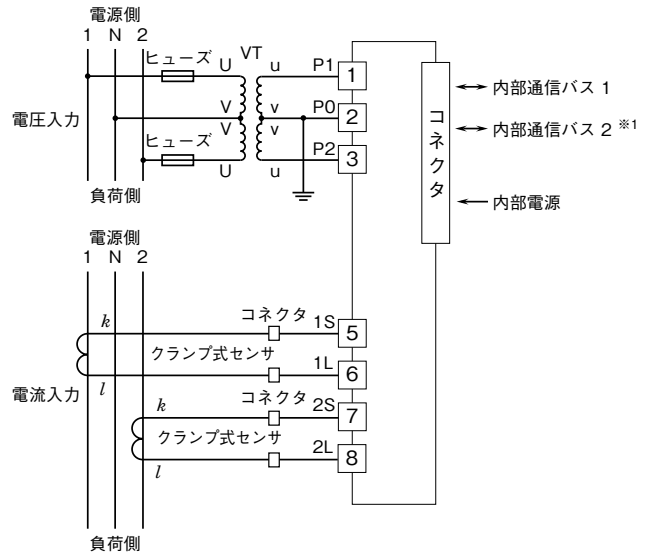 電源側
1 N 2
ヒューズ
U
VT
u
P1
1
電圧入力
V
v
P0
2
V
v
ヒューズ
U
u
P2
3
負荷側
コネクタ
内部通信バス 1
内部通信バス 2 ※1
内部電源
電源側
1 N 2
k
コネクタ
1S
5
クランプ式センサ
電流入力
l
1L
6
k
コネクタ
2S
7
クランプ式センサ
l
2L
8
負荷側